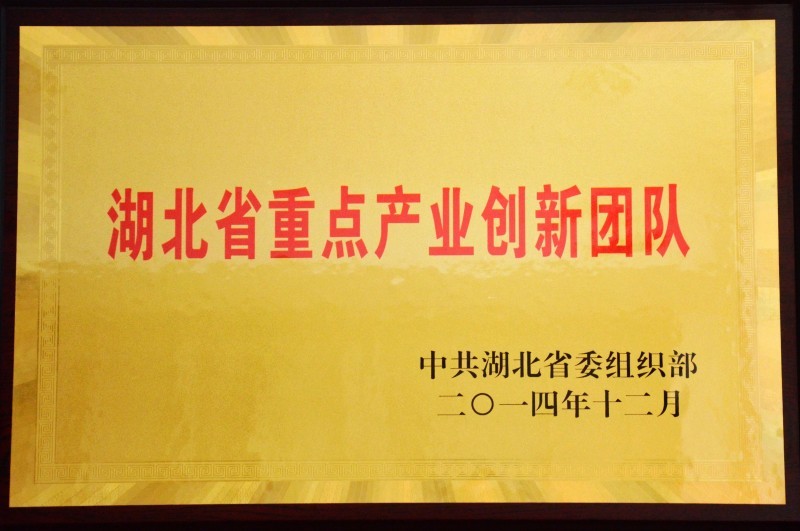 湖北省重点产业创新团队
中共湖北省委组织部
二〇一四年十二月